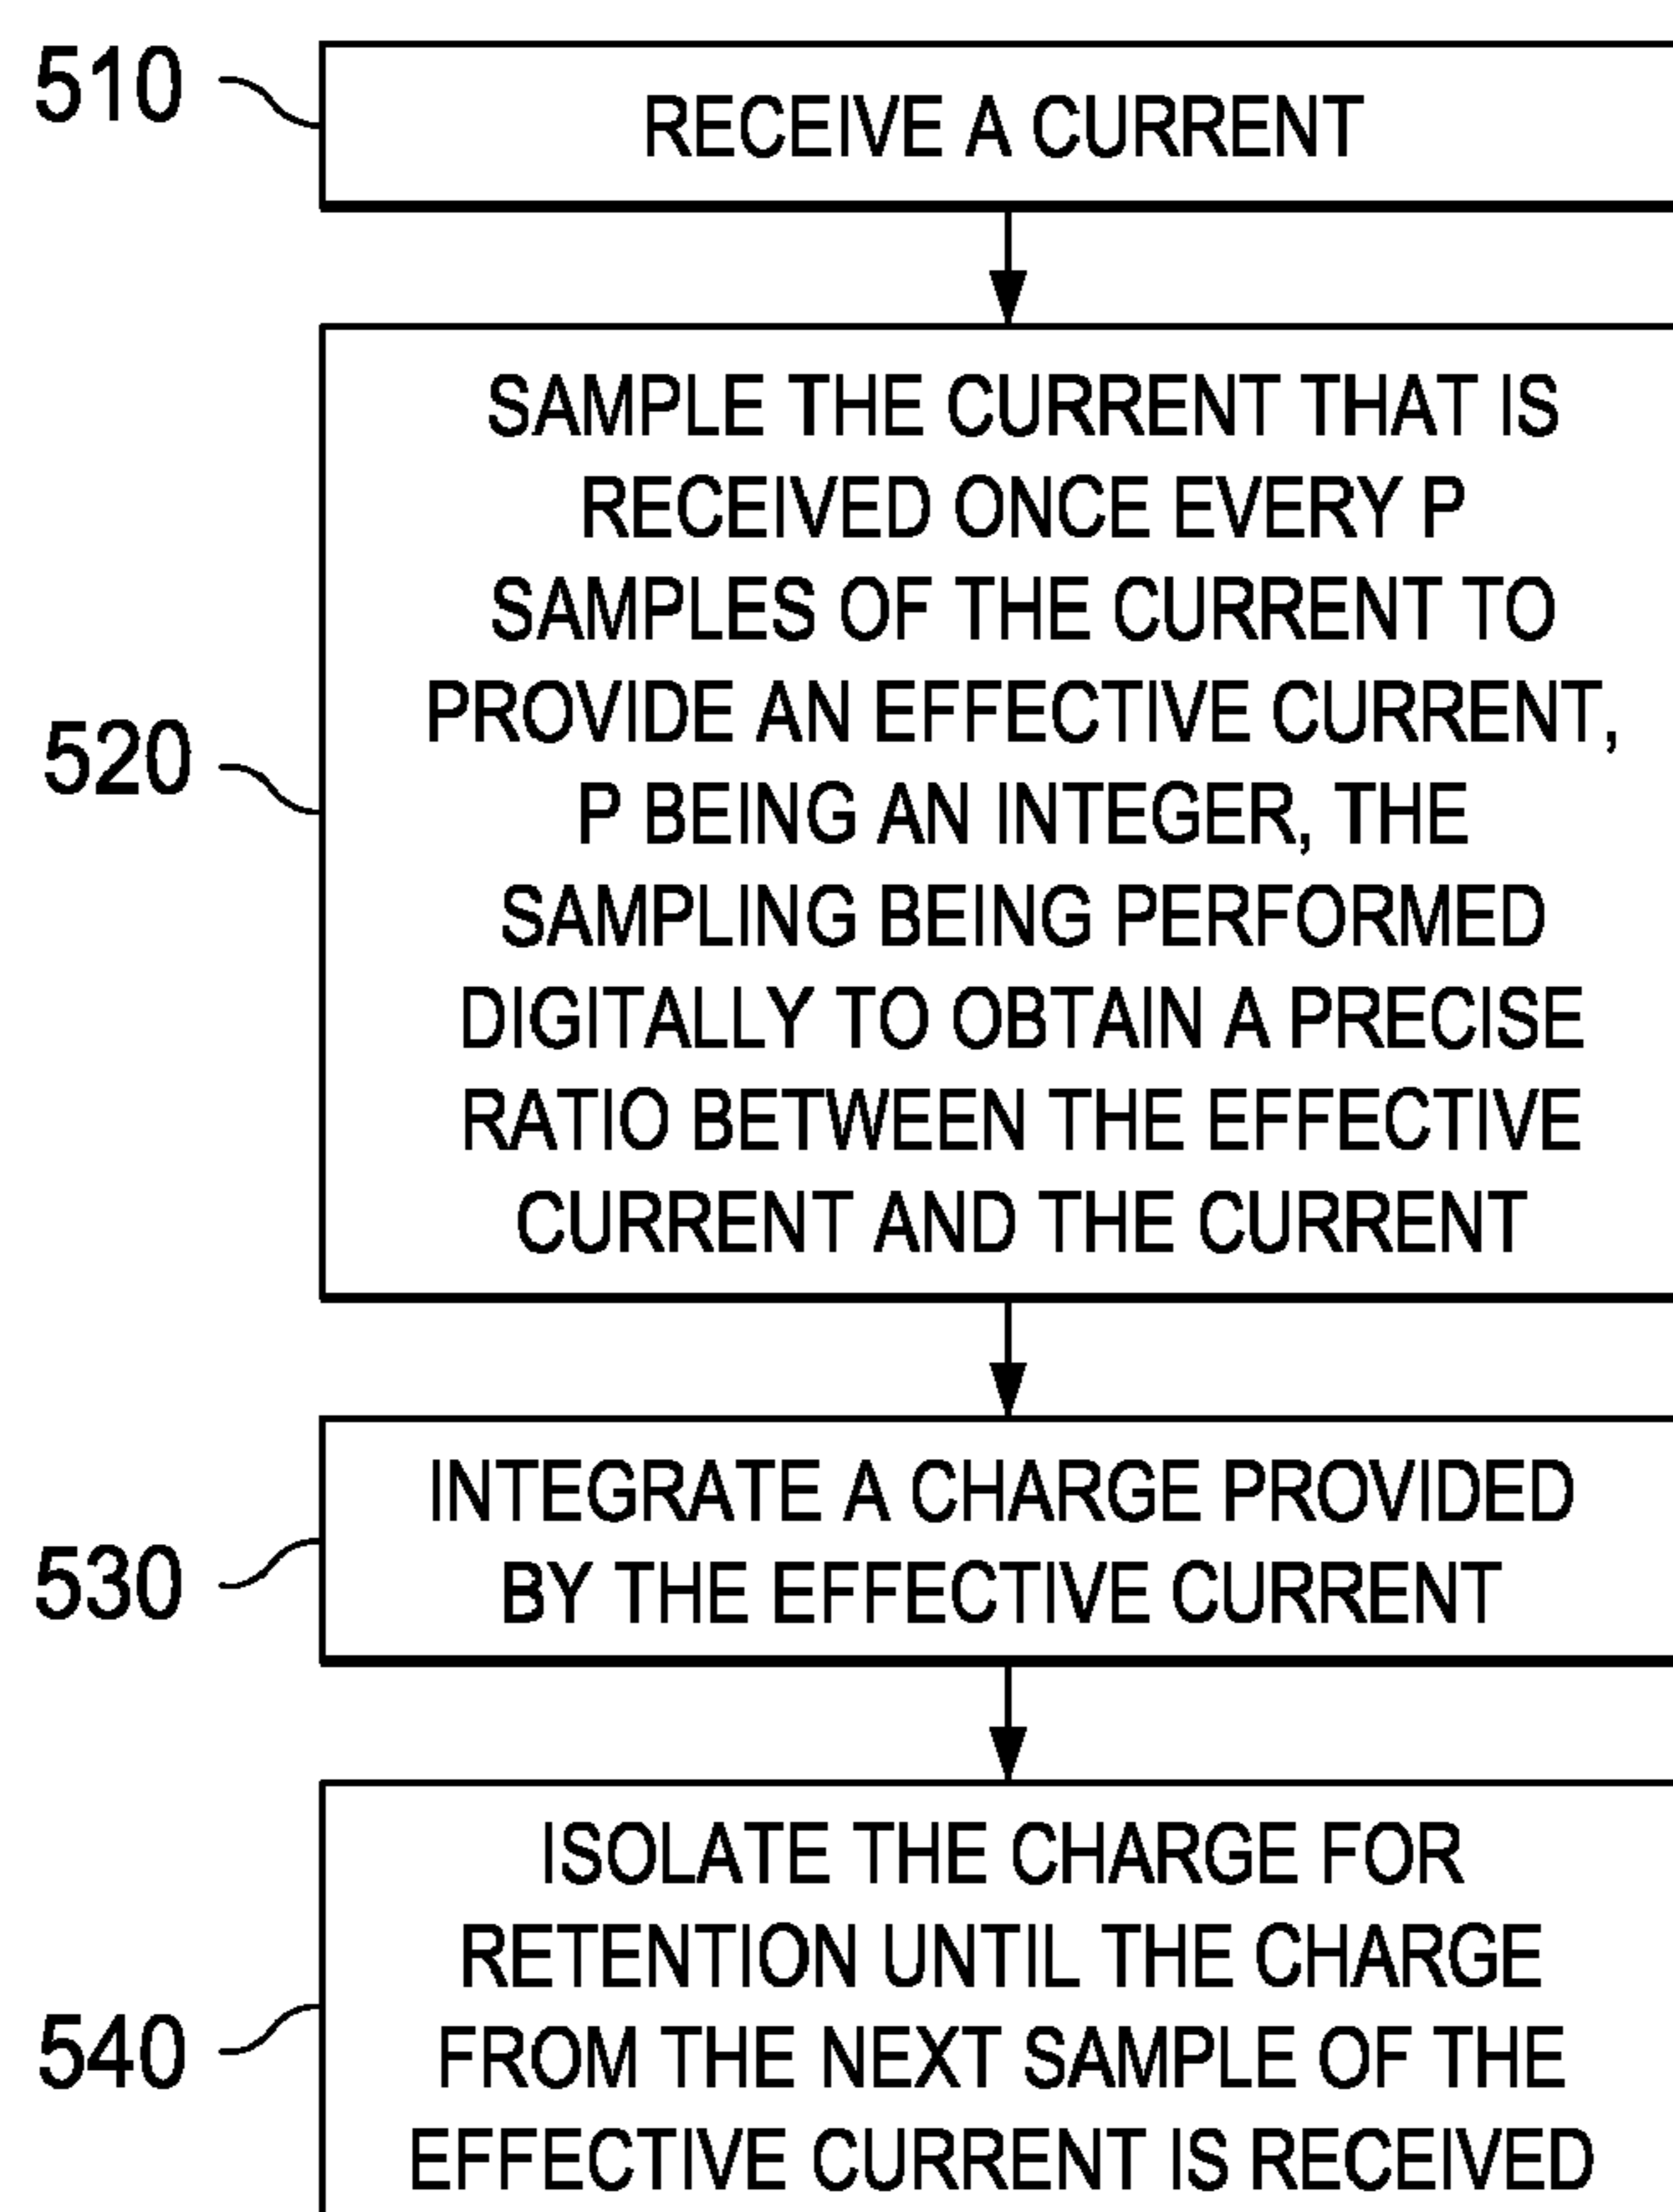 510
RECEIVE A CURRENT
520
SAMPLE THE CURRENT THAT IS
RECEIVED ONCE EVERY P
SAMPLES OF THE CURRENT TO
PROVIDE AN EFFECTIVE CURRENT,
P BEING AN INTEGER, THE
SAMPLING BEING PERFORMED
DIGITALLY TO OBTAIN A PRECISE
RATIO BETWEEN THE EFFECTIVE
CURRENT AND THE CURRENT
530
INTEGRATE A CHARGE PROVIDED
BY THE EFFECTIVE CURRENT
540
ISOLATE THE CHARGE FOR
RETENTION UNTIL THE CHARGE
FROM THE NEXT SAMPLE OF THE
EFFECTIVE CURRENT IS RECEIVED